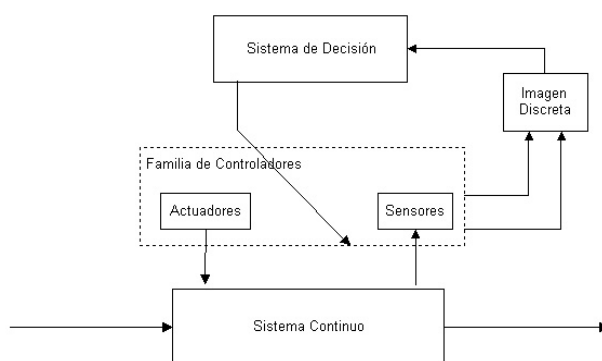 Sistema de Decisión
Imagen
Discreta
Familia de Controladores
Actuadores
Sensores
Sistema Continuo